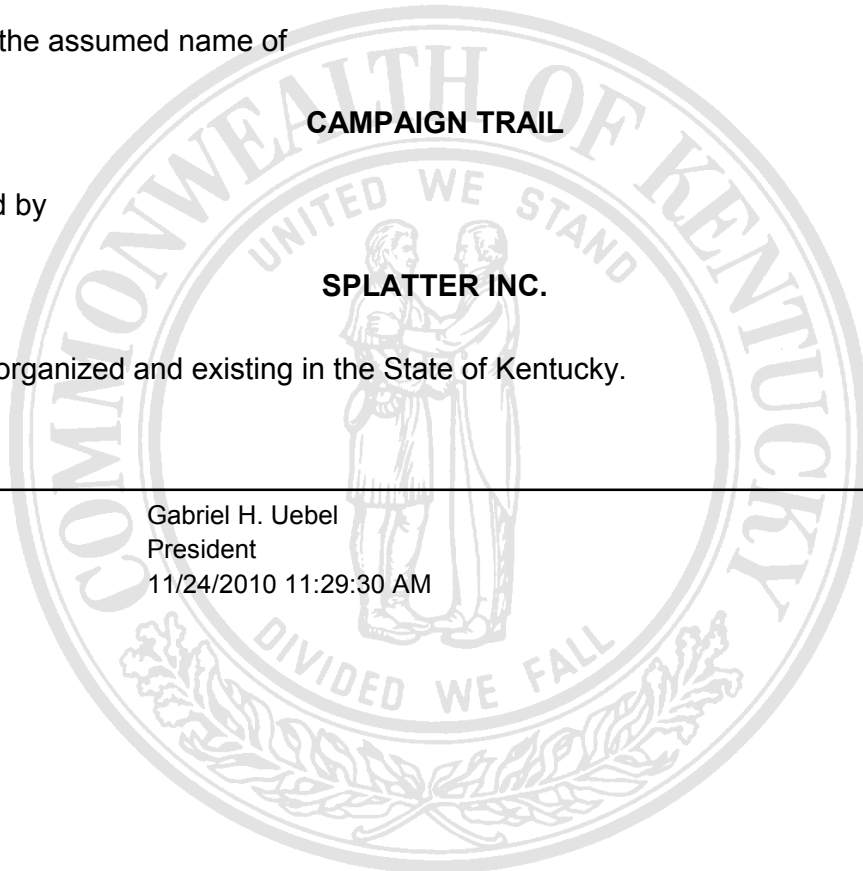 the assumed name of
CAMPAIGN TRAIL
d by
SPLATTER INC.
organized and existing in the State of Kentucky.
Gabriel H. Uebel
President
11/24/2010 11:29:30 AM
COMMONWEALTH OF KENTUCKY
UNITED WE STAND
DIVIDED WE FALL